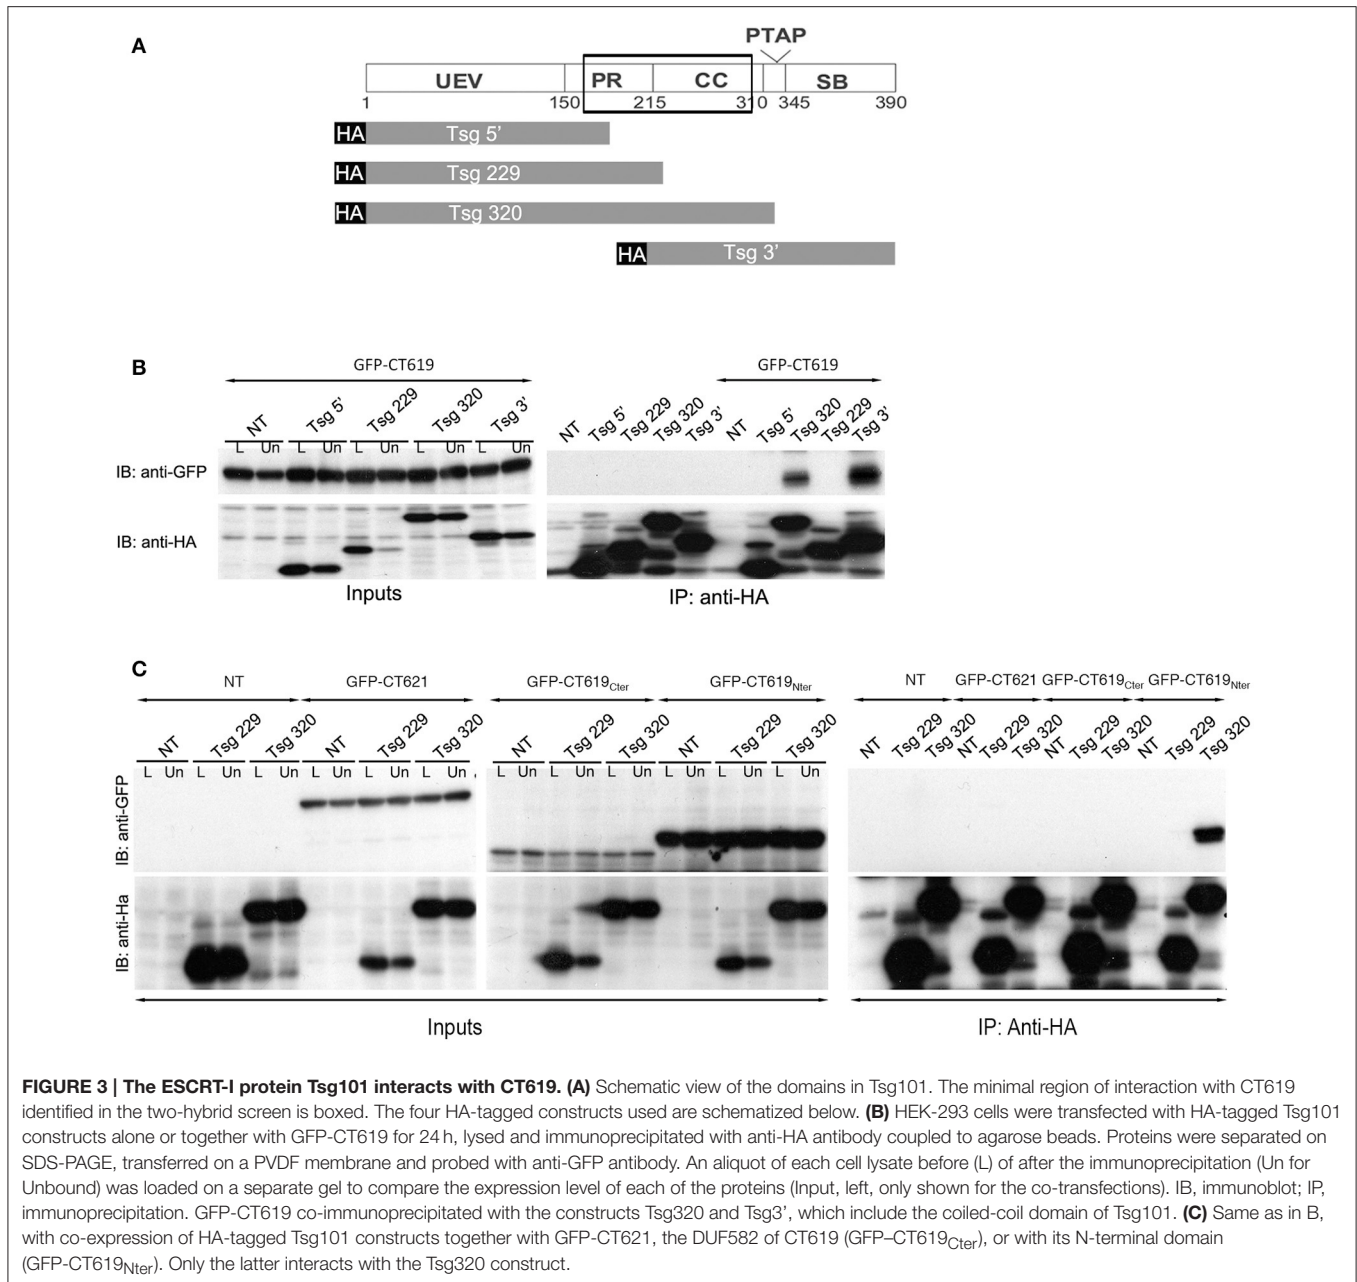 A
PTAP
UEV PR CC SB
1 150 215 310 345 390
HA Tsg 5’
HA Tsg 229
HA Tsg 320
HA Tsg 3’
B
GFP-CT619
NT Tsg 5’ Tsg 229 Tsg 320 Tsg 3’
L Un L Un L Un L Un L Un
GFP-CT619
NT Tsg 5’ Tsg 229 Tsg 320 Tsg 3’ NT Tsg 5’ Tsg 320 Tsg 229 Tsg 3’
IB: anti-GFP
IB: anti-HA
Inputs
IP: anti-HA
C
NT GFP-CT621 GFP-CT619Cter GFP-CT619Nter
NT Tsg 229 Tsg 320 NT Tsg 229 Tsg 320 NT Tsg 229 Tsg 320 NT Tsg 229 Tsg 320
L Un L Un L Un L Un L Un L Un L Un L Un L Un L Un L Un L Un
NT GFP-CT621 GFP-CT619Cter GFP-CT619Nter
NT Tsg 229 Tsg 320 NT Tsg 229 Tsg 320 NT Tsg 229 Tsg 320 NT Tsg 229 Tsg 320
IB: anti-GFP
IB: anti-Ha
Inputs
IP: Anti-HA
FIGURE 3 | The ESCRT-I protein Tsg101 interacts with CT619. (A) Schematic view of the domains in Tsg101. The minimal region of interaction with CT619
identified in the two-hybrid screen is boxed. The four HA-tagged constructs used are schematized below. (B) HEK-293 cells were transfected with HA-tagged Tsg101
constructs alone or together with GFP-CT619 for 24 h, lysed and immunoprecipitated with anti-HA antibody coupled to agarose beads. Proteins were separated on
SDS-PAGE, transferred on a PVDF membrane and probed with anti-GFP antibody. An aliquot of each cell lysate before (L) of after the immunoprecipitation (Un for
Unbound) was loaded on a separate gel to compare the expression level of each of the proteins (Input, left, only shown for the co-transfections). IB, immunoblot; IP,
immunoprecipitation. GFP-CT619 co-immunoprecipitated with the constructs Tsg320 and Tsg3’, which include the coiled-coil domain of Tsg101. (C) Same as in B,
with co-expression of HA-tagged Tsg101 constructs together with GFP-CT621, the DUF582 of CT619 (GFP–CT619Cter), or with its N-terminal domain
(GFP-CT619Nter). Only the latter interacts with the Tsg320 construct.